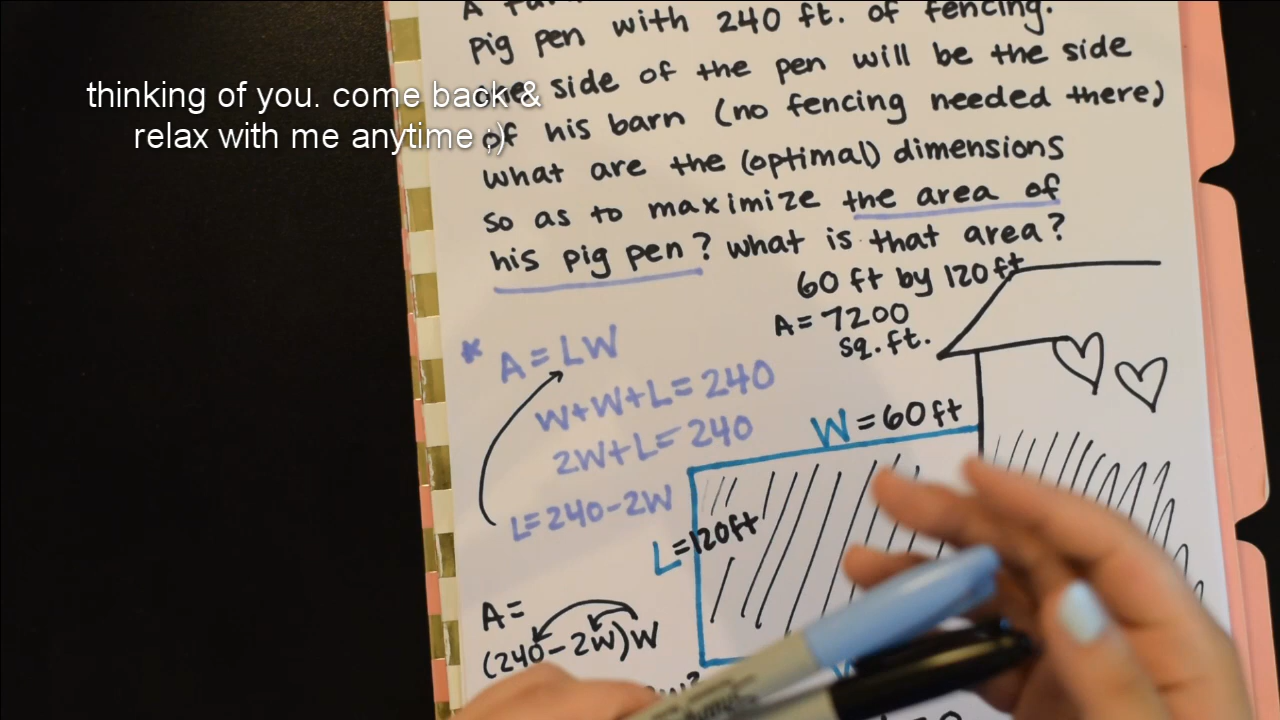 thinking of you. come back &
relax with me anytime ;)
A
pig pen with 240 ft. of fencing.
one side of the pen will be the side
of his barn (no fencing needed there)
what are the (optimal) dimensions
so as to maximize the area of
his pig pen? what is that area?
60 ft by 120 ft
A = 7200
sq. ft.
* A = LW
W+W+L=240
2W+L=240
L=240-2W
W = 60 ft
L=120ft
A=
(240-2W)W